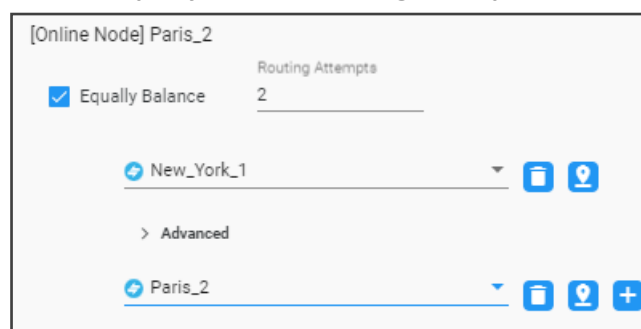 [Online Node] Paris_2
Routing Attempts
Equally Balance 2
New_York_1
> Advanced
Paris_2